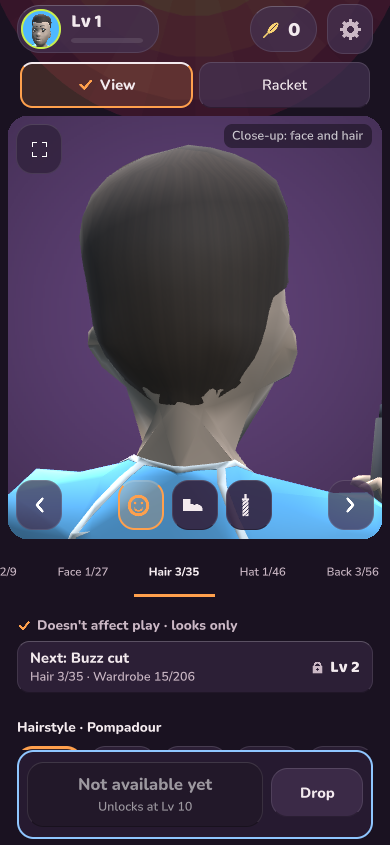 Lv 1
0
View
Racket
Close-up: face and hair
2/9
Face 1/27
Hair 3/35
Hat 1/46
Back 3/56
Doesn't affect play · looks only
Next: Buzz cut
Hair 3/35 · Wardrobe 15/206
Lv 2
Hairstyle · Pompadour
Not available yet
Unlocks at Lv 10
Drop